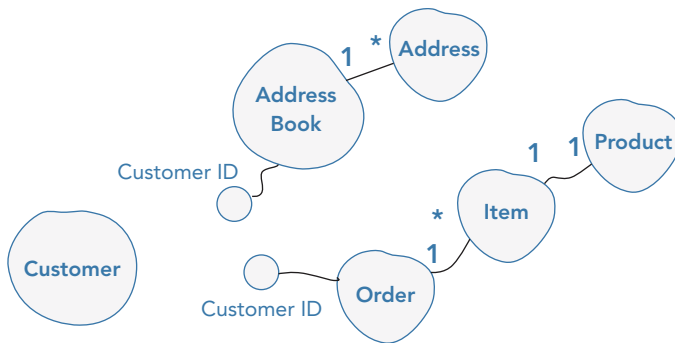 1 * Address
Address
Book
1 1 Product
Customer ID
* Item
1
Customer
Order
Customer ID